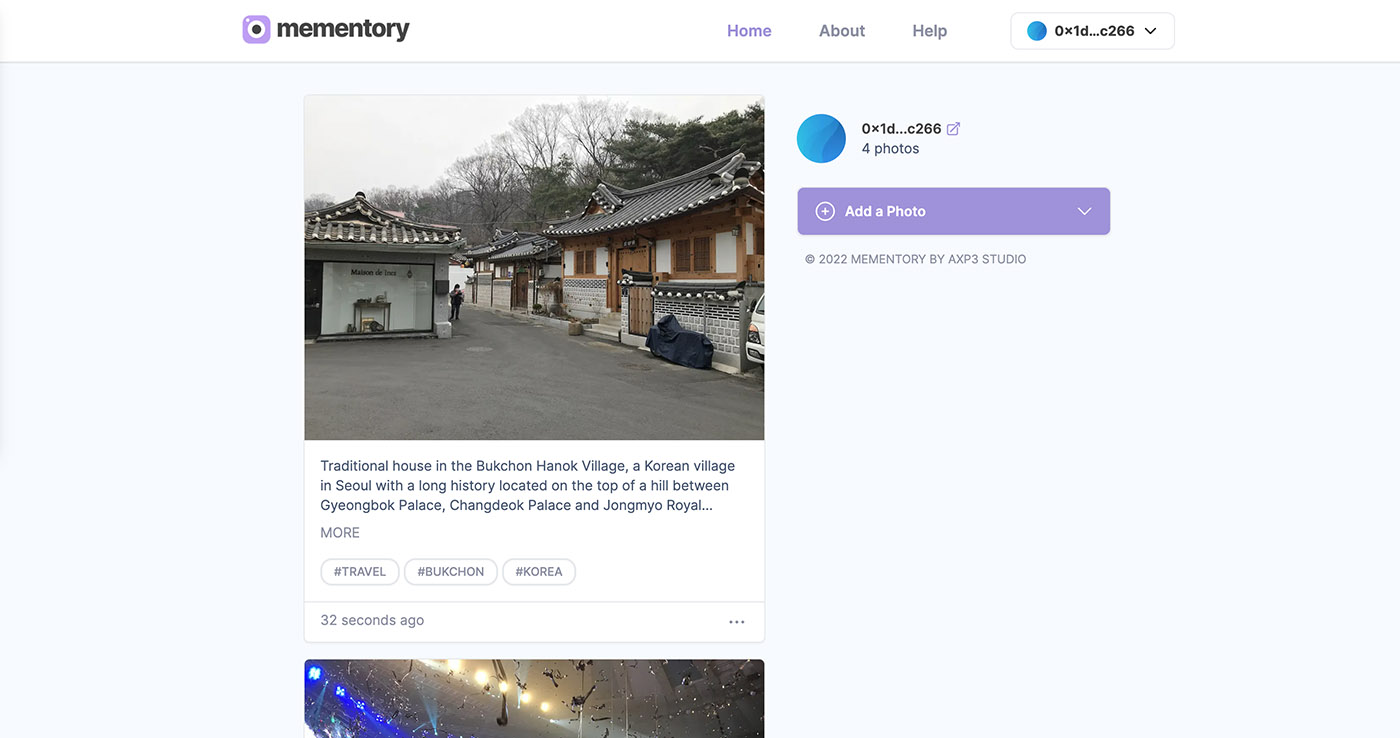 mementory
Home
About
Help
0×1d...c266
0×1d...c266
4 photos
Add a Photo
© 2022 MEMENTORY BY AXP3 STUDIO
Maison de Ines
Traditional house in the Bukchon Hanok Village, a Korean village
in Seoul with a long history located on the top of a hill between
Gyeongbok Palace, Changdeok Palace and Jongmyo Royal...
MORE
#TRAVEL
#BUKCHON
#KOREA
32 seconds ago